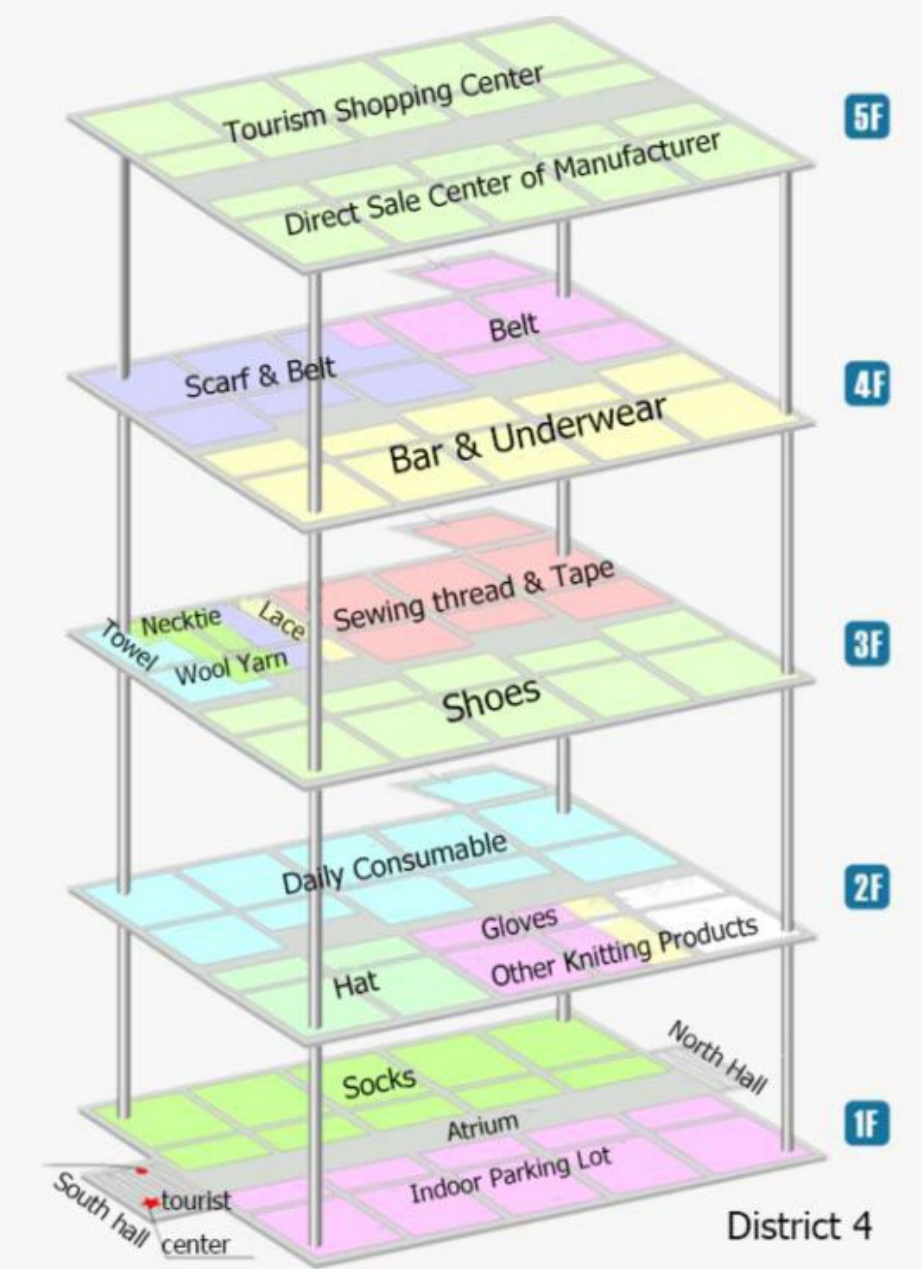 Tourism Shopping Center
5F
Direct Sale Center of Manufacturer
Belt
Scarf & Belt
4F
Bar & Underwear
Sewing thread & Tape
Necktie
Lace
Towel
Wool Yarn
3F
Shoes
Daily Consumable
2F
Gloves
Other Knitting Products
Hat
North Hall
Socks
Atrium
1F
Indoor Parking Lot
South hall
tourist
center
District 4